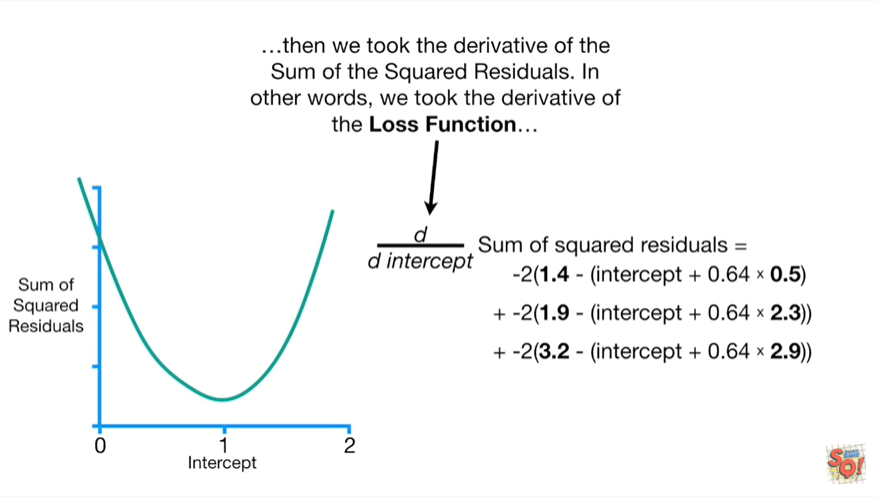 ...then we took the derivative of the
Sum of the Squared Residuals. In
other words, we took the derivative of
the Loss Function...
d
d intercept
Sum of squared residuals =
-2(1.4 - (intercept + 0.64 × 0.5)
+ -2(1.9 - (intercept + 0.64 × 2.3))
+ -2(3.2 - (intercept + 0.64 × 2.9))
Sum of
Squared
Residuals
0
1
2
Intercept
SQ!